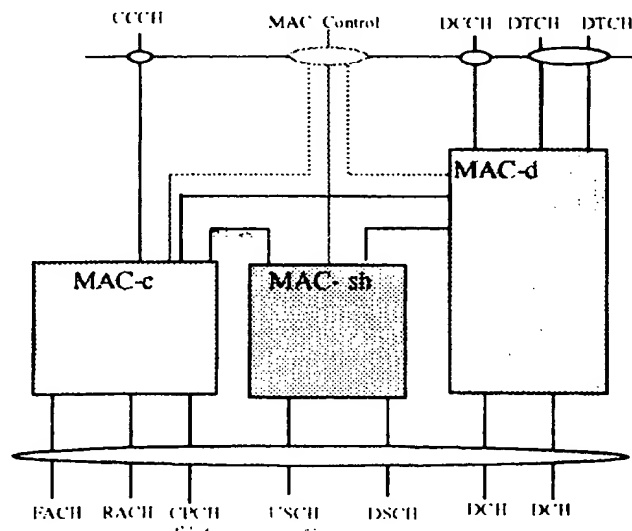 CCCH MAC Control DCCH DTCH DTCH
MAC-d
MAC-c MAC- sh
FACH RACH CPCH USCH DSCH DCH DCH